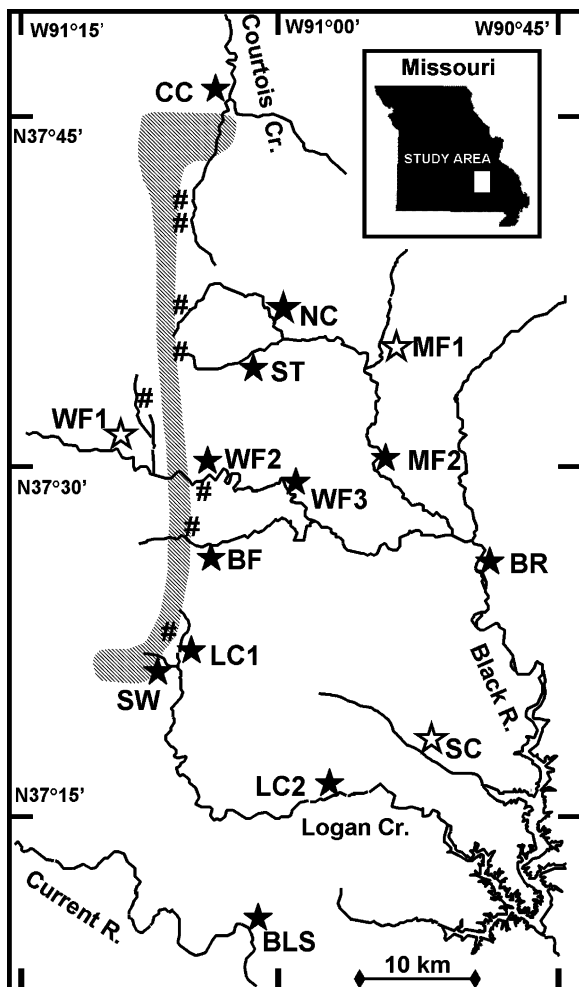 W91°15’
W91°00’
W90°45’
Courtois Cr.
CC
Missouri
N37°45’
STUDY AREA
#
#
#
NC
#
MF1
ST
#
WF1
WF2
MF2
#
WF3
#
BF
BR
#
LC1
SW
Black R.
SC
LC2
N37°30’
N37°15’
Logan Cr.
Current R.
BLS
10 km